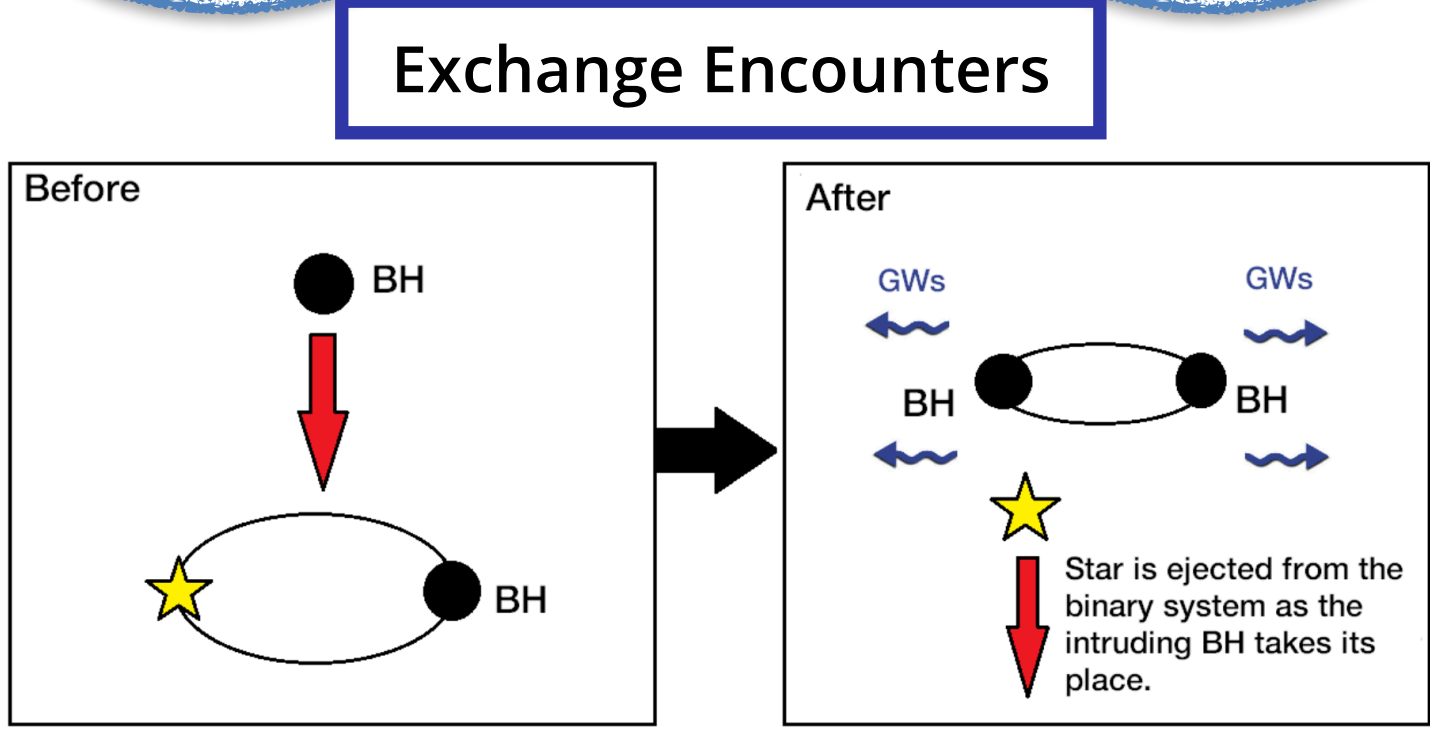 Exchange Encounters
Before
BH
BH
After
GWs
GWs
BH
BH
Star is ejected from the
binary system as the
intruding BH takes its
place.